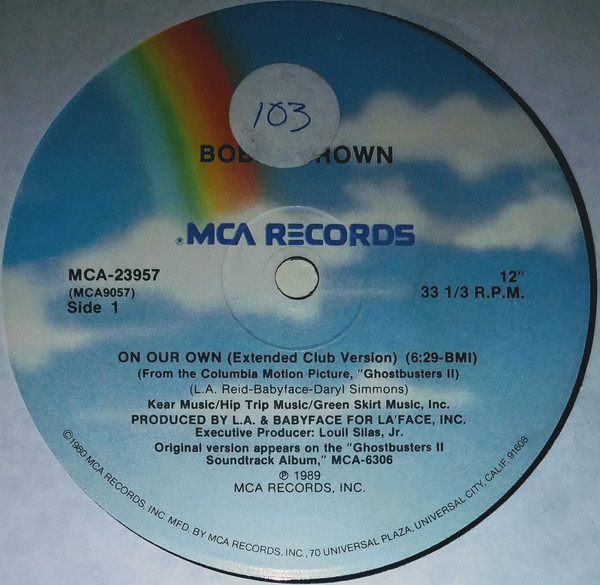 103
BOB ROWN
℗MCA RECORDS
MCA-23957
(MCA9057)
Side 1
12"
33 1/3 R.P.M.
ON OUR OWN (Extended Club Version) (6:29-BMI)
(From the Columbia Motion Picture, "Ghostbusters II)
(L.A. Reid-Babyface-Daryl Simmons)
Kear Music/Hip Trip Music/Green Skirt Music, Inc.
PRODUCED BY L.A. & BABYFACE FOR LA'FACE, INC.
Executive Producer: Louil Silas, Jr.
Original version appears on the "Ghostbusters II
Soundtrack Album," MCA-6306
℗ 1989
MCA RECORDS, INC.
©1980 MCA RECORDS, INC. MFD. BY MCA RECORDS, INC., 70 UNIVERSAL PLAZA, UNIVERSAL CITY, CALIF. 91608